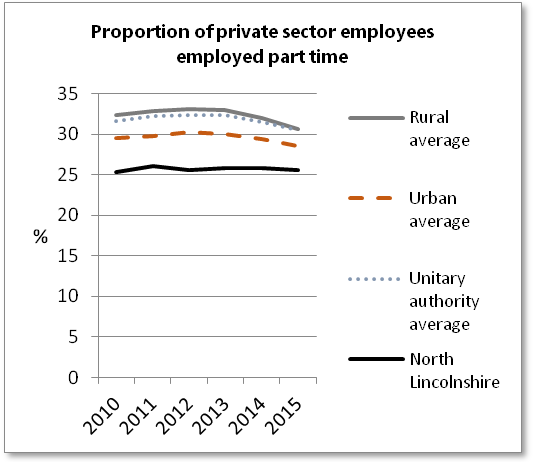 Proportion of private sector employees
employed part time
35
30
25
20
15
10
5
0
%
2010
2011
2012
2013
2014
2015
Rural
average
Urban
average
Unitary
authority
average
North
Lincolnshire